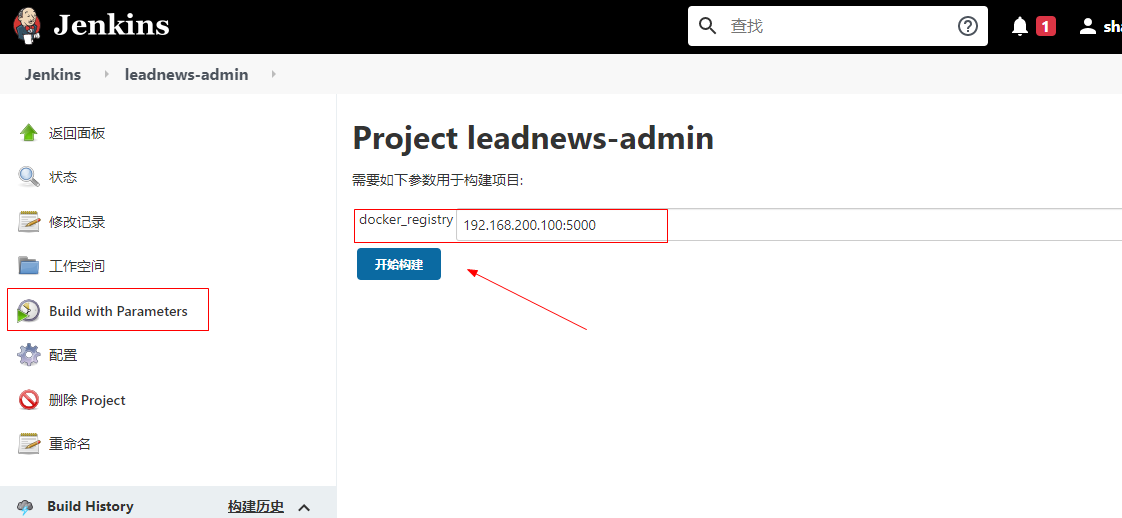 Jenkins
查找
1
sha
Jenkins
leadnews-admin
返回面板
状态
修改记录
工作空间
Build with Parameters
配置
删除 Project
重命名
Build History 构建历史
Project leadnews-admin
需要如下参数用于构建项目:
docker_registry 192.168.200.100:5000
开始构建